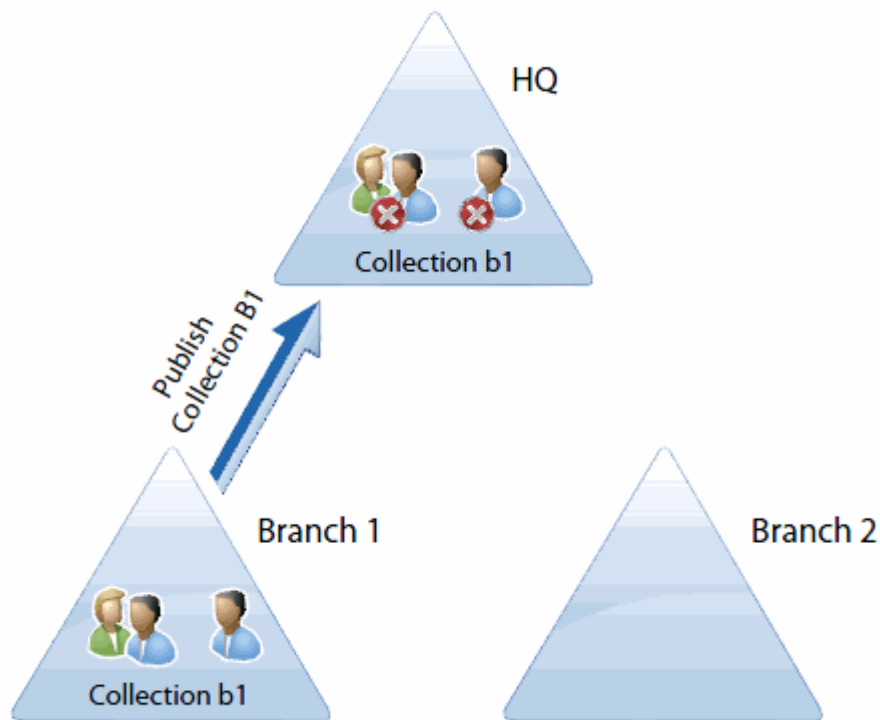 HQ
Collection b1
Publish
Collection B1
Branch 1
Branch 2
Collection b1